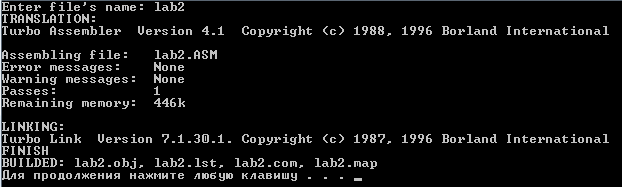 Enter file's name: lab2
TRANSLATION:
Turbo Assembler  Version 4.1  Copyright (c) 1988, 1996 Borland International
Assembling file:   lab2.ASM
Error messages:    None
Warning messages:  None
Passes:            1
Remaining memory:  446k
LINKING:
Turbo Link  Version 7.1.30.1. Copyright (c) 1987, 1996 Borland International
FINISH
BUILDED: lab2.obj, lab2.lst, lab2.com, lab2.map
Для продолжения нажмите любую клавишу . . . _